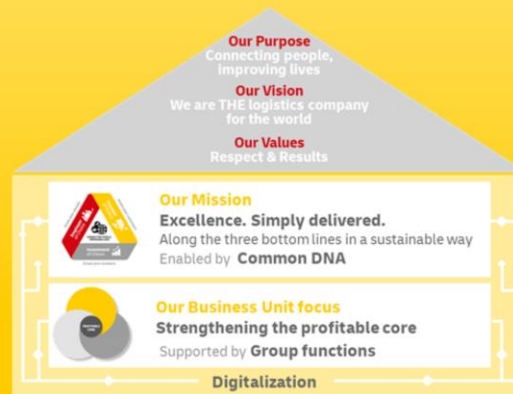 Our Purpose
Connecting people,
improving lives
Our Vision
We are THE logistics company
for the world
Our Values
Respect & Results
Our Mission
Excellence. Simply delivered.
Along the three bottom lines in a sustainable way
Enabled by Common DNA
Our Business Unit focus
Strengthening the profitable core
Supported by Group functions
Digitalization